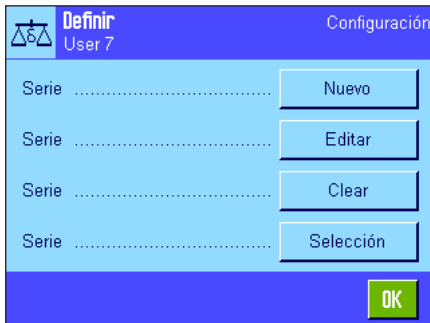 Definir
User 7
Configuración
Serie .................................... Nuevo
Serie .................................... Editar
Serie .................................... Clear
Serie .................................... Selección
OK